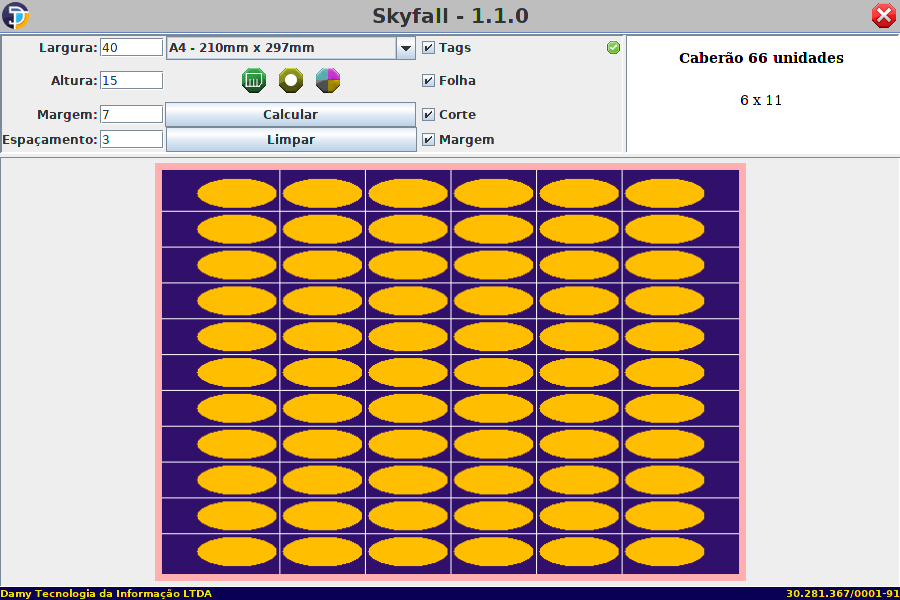 Skyfall - 1.1.0
Largura: 40 A4 - 210mm x 297mm Tags
Altura: 15 Folha
Margem: 7 Calcular Corte
Espaçamento: 3 Limpar Margem
Caberão 66 unidades
6 x 11
Damy Tecnologia da Informação LTDA 30.281.367/0001-91